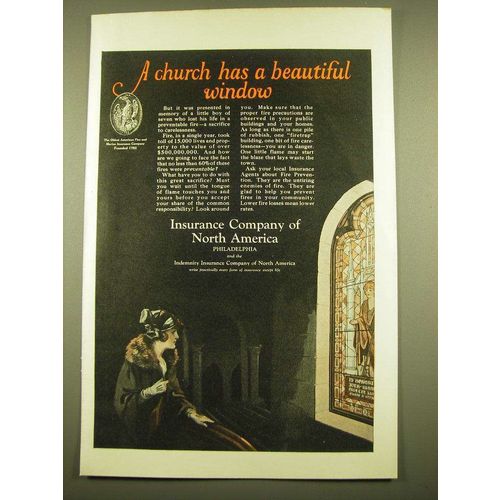 A church has a beautiful
window
The Oldest American Fire and
Marine Insurance Company
Founded 1792
But it was presented in
memory of a little boy of
seven who lost his life in a
preventable fire—a sacrifice
to carelessness.
Fire, in a single year, took
toll of 15,000 lives and prop-
erty to the value of over
$500,000,000. And how
are we going to face the fact
that no less than 60% of these
fires were preventable?
What have you to do with
this great sacrifice? Must
you wait until the tongue
of flame touches you and
yours before you accept
your share of the common
responsibility? Look around
you. Make sure that the
proper fire precautions are
observed in your public
buildings and your homes.
As long as there is one pile
of rubbish, one "firetrap"
building, one bit of fire care-
lessness—you are in danger.
One little flame may start
the blaze that lays waste the
town.
Ask your local Insurance
Agents about Fire Preven-
tion. They are the untiring
enemies of fire. They are
glad to help you prevent
fires in your community.
Lower fire losses mean lower
rates.
Insurance Company of
North America
PHILADELPHIA
and the
Indemnity Insurance Company of North America
write practically every form of insurance except life